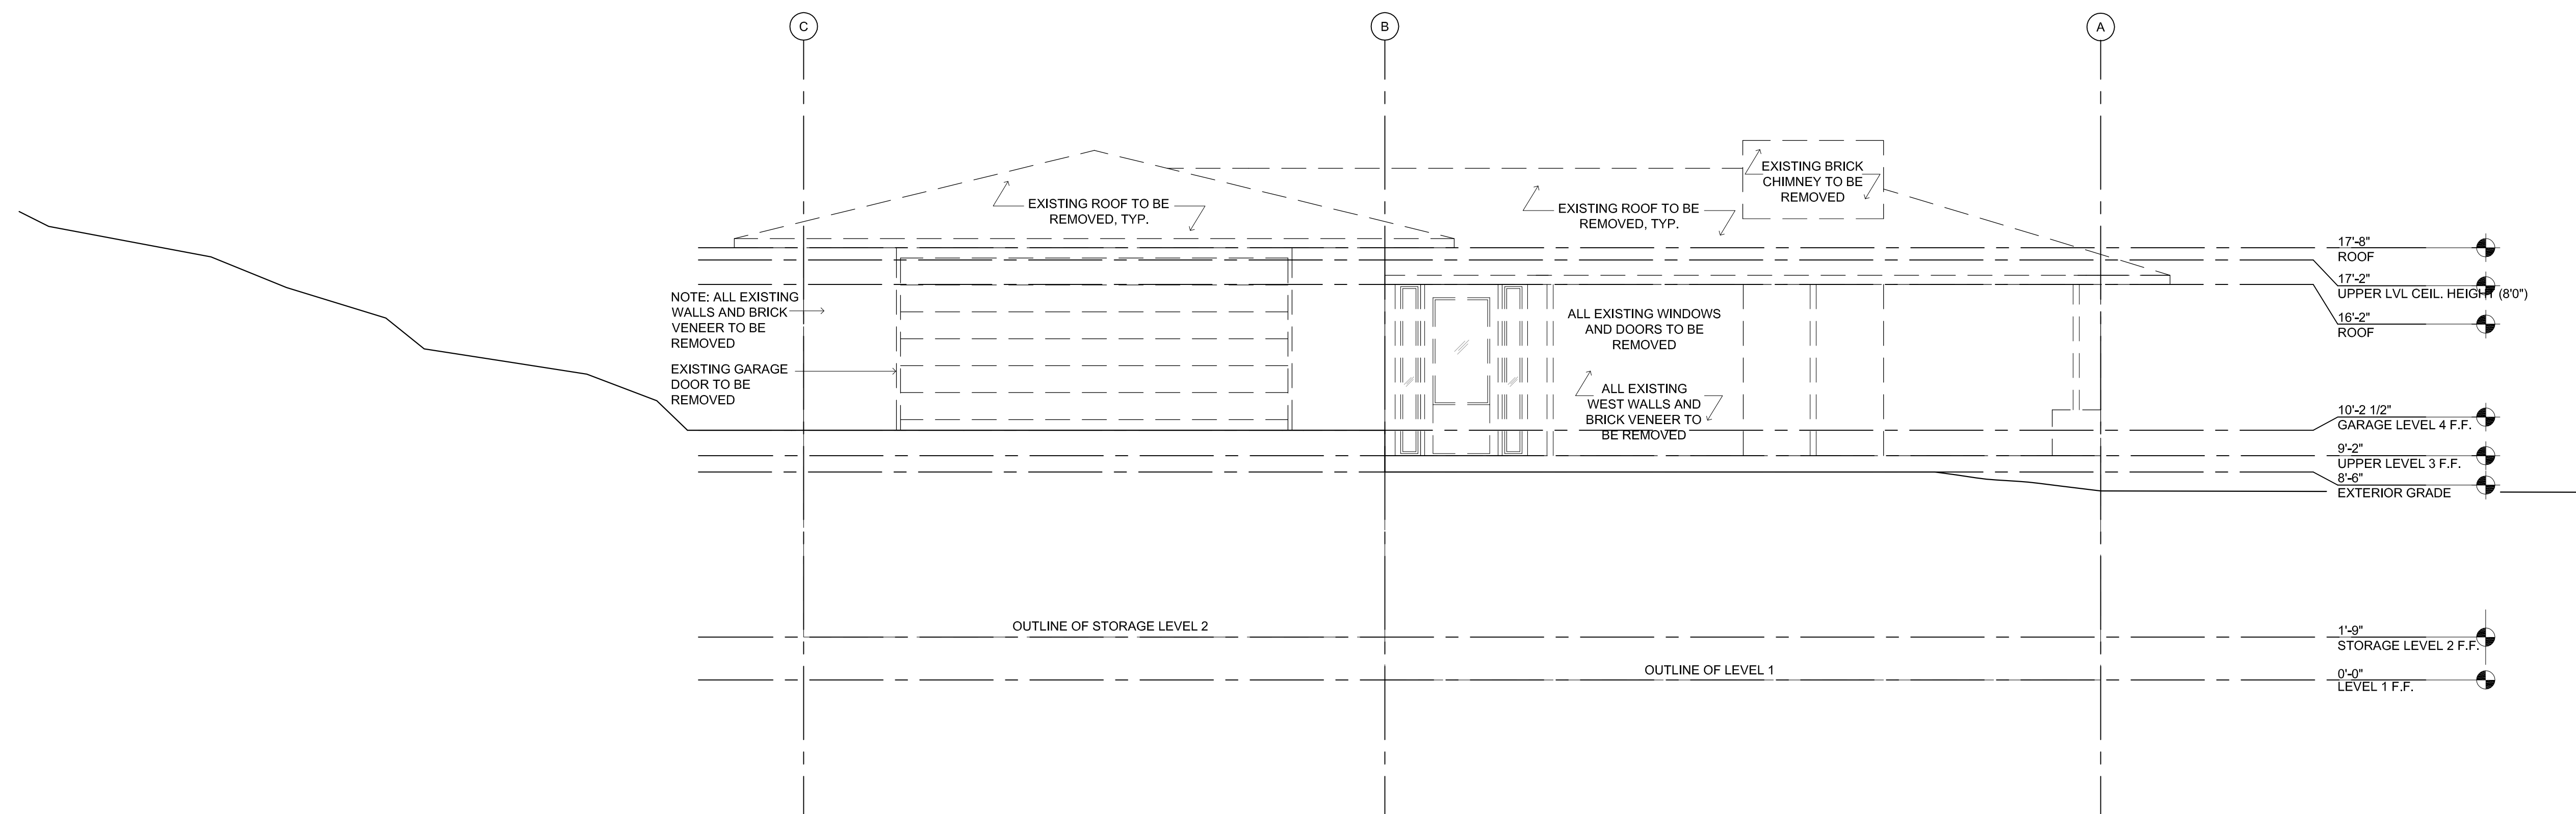 C
B
A
EXISTING BRICK
CHIMNEY TO BE
REMOVED
EXISTING ROOF TO BE
REMOVED, TYP.
EXISTING ROOF TO BE
REMOVED, TYP.
17'-8"
ROOF
17'-2"
UPPER LVL CEIL. HEIGHT (8'0")
16'-2"
ROOF
NOTE: ALL EXISTING
WALLS AND BRICK
VENEER TO BE
REMOVED
EXISTING GARAGE
DOOR TO BE
REMOVED
ALL EXISTING WINDOWS
AND DOORS TO BE
REMOVED
ALL EXISTING
WEST WALLS AND
BRICK VENEER TO
BE REMOVED
10'-2 1/2"
GARAGE LEVEL 4 F.F.
9'-2"
UPPER LEVEL 3 F.F.
8'-6"
EXTERIOR GRADE
OUTLINE OF STORAGE LEVEL 2
1'-9"
STORAGE LEVEL 2 F.F.
OUTLINE OF LEVEL 1
0'-0"
LEVEL 1 F.F.